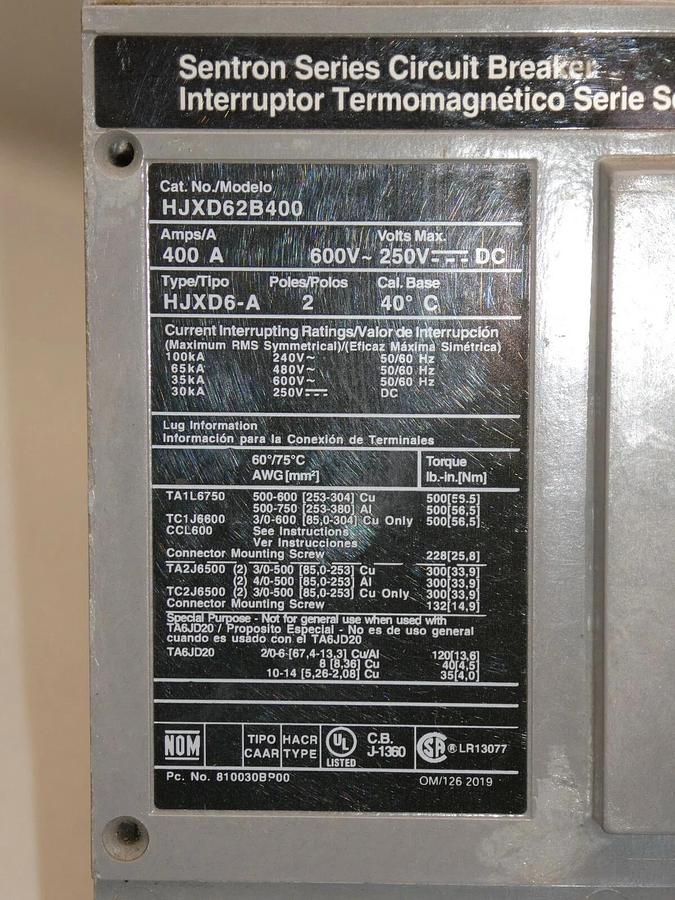 Sentron Series Circuit Breaker
Interruptor Termomagnético Serie
Cat. No./Modelo
HJXD62B400
Amps/A Volts Max.
400 A 600V~ 250V⎓ DC
Type/Tipo Poles/Polos Cal. Base
HJXD6-A 2 40° C
Current Interrupting Ratings/Valor de Interrupción
(Maximum RMS Symmetrical)/(Eficaz Máxima Simétrica)
100kA 240V~ 50/60 Hz
65kA 480V~ 50/60 Hz
35kA 600V~ 50/60 Hz
30kA 250V⎓ DC
Lug Information
Información para la Conexión de Terminales
60°/75°C Torque
AWG [mm²] lb.-in.[Nm]
TA1L6750 500-600 [253-304] Cu 500[56.5]
500-750 [253-380] Al 500[56,5]
TC1J6600 3/0-600 [85,0-304] Cu Only 500[56,5]
CCL600 See Instructions
Ver Instrucciones
Connector Mounting Screw 228[25,8]
TA2J6500 (2) 3/0-500 [85,0-253] Cu 300[33,9]
(2) 4/0-500 [85,0-253] Al 300[33,9]
TC2J6500 (2) 3/0-500 [85,0-253] Cu Only 300[33,9]
Connector Mounting Screw 132[14,9]
Special Purpose - Not for general use when used with
TA6JD20 / Proposito Especial - No es de uso general
cuando es usado con el TA6JD20
TA6JD20 2/0-6 [67,4-13,3] Cu/Al 120[13,6]
8 [8,36] Cu 40[4,5]
10-14 [5,26-2,08] Cu 35[4,0]
NOM TIPO CAAR HACR TYPE UL LISTED C.B. J-1360 SA ® LR13077
Pc. No. 810030BP00 OM/126 2019